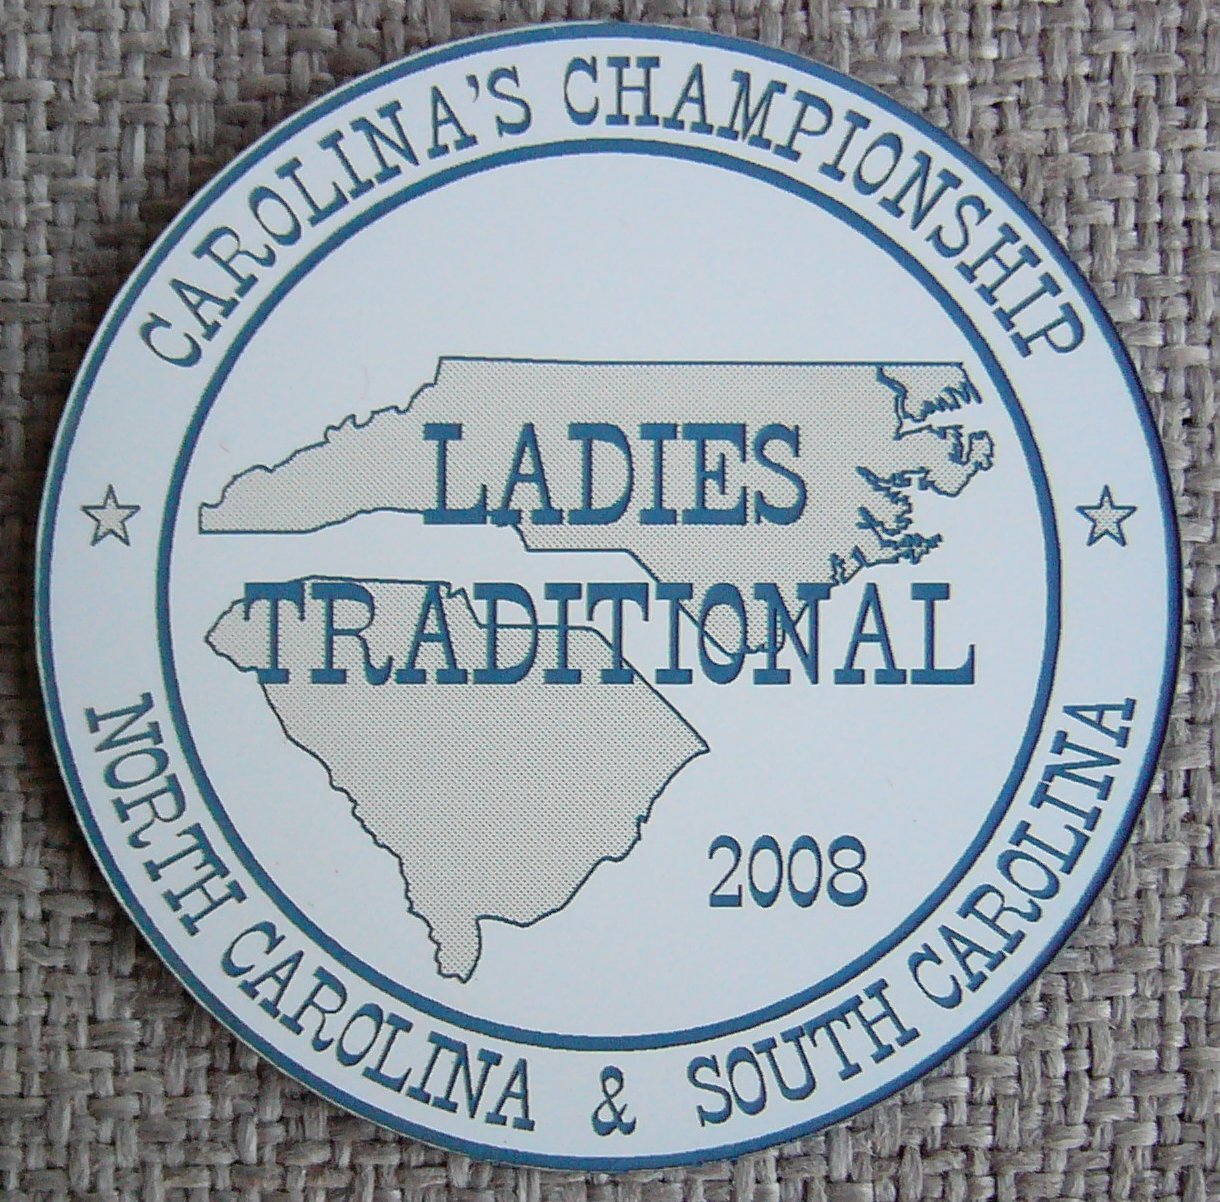 CAROLINA'S CHAMPIONSHIP
LADIES
TRADITIONAL
2008
NORTH CAROLINA & SOUTH CAROLINA